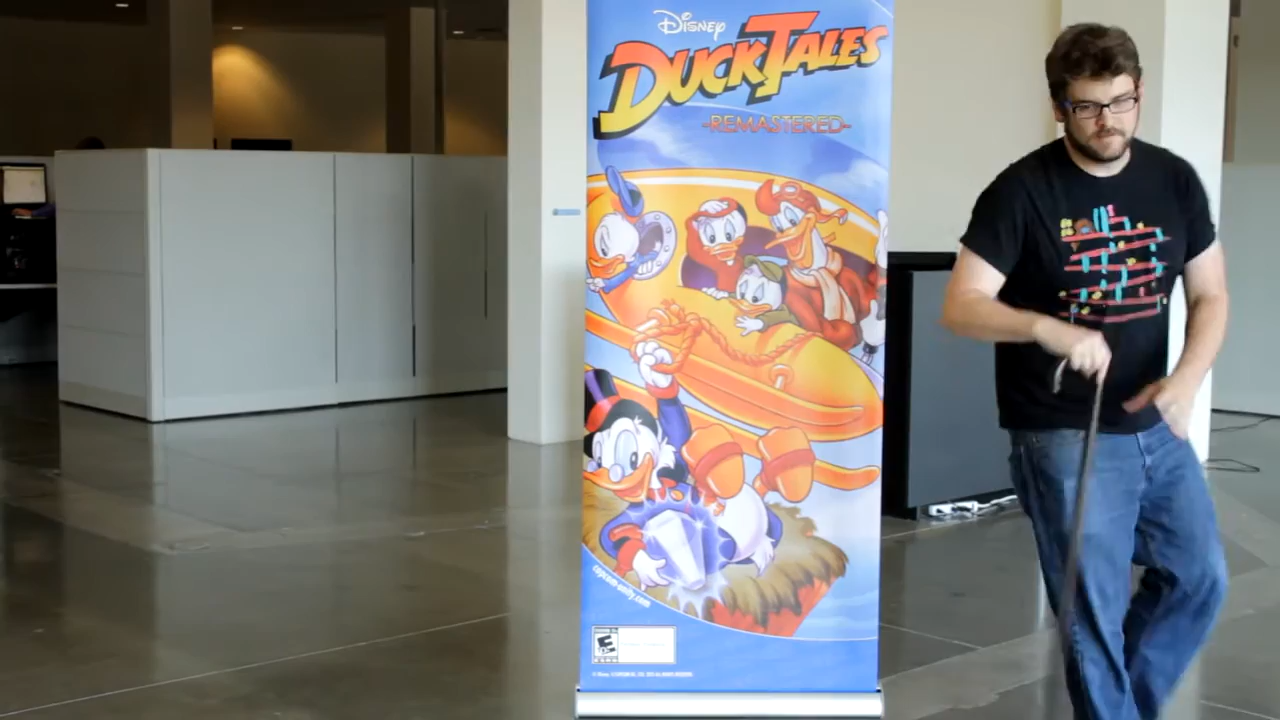 Disney
DUCKTALES
-REMASTERED-
capcom-unity.com
E